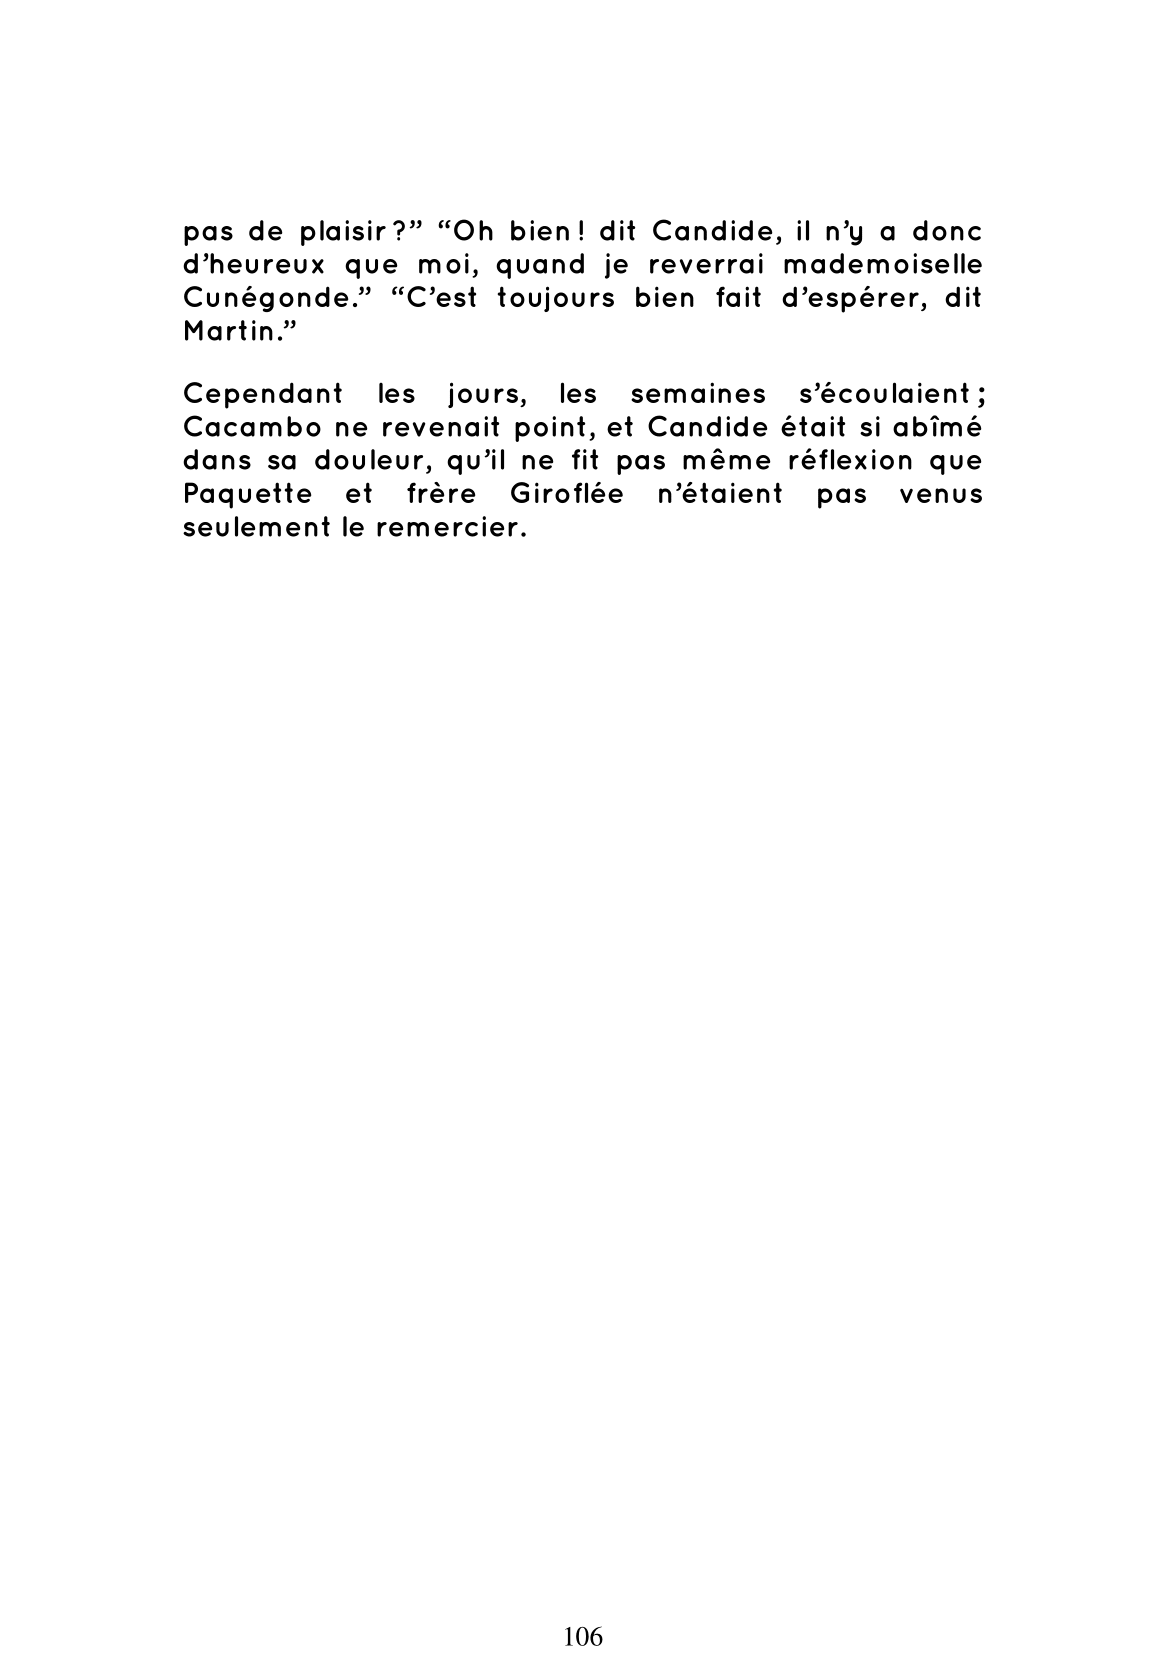 pas de plaisir ?” “Oh bien ! dit Candide, il n’y a donc
d’heureux que moi, quand je reverrai mademoiselle
Cunégonde.” “C’est toujours bien fait d’espérer, dit
Martin.”
Cependant les jours, les semaines s’écoulaient ;
Cacambo ne revenait point, et Candide était si abîmé
dans sa douleur, qu’il ne fit pas même réflexion que
Paquette et frère Giroflée n’étaient pas venus
seulement le remercier.
106